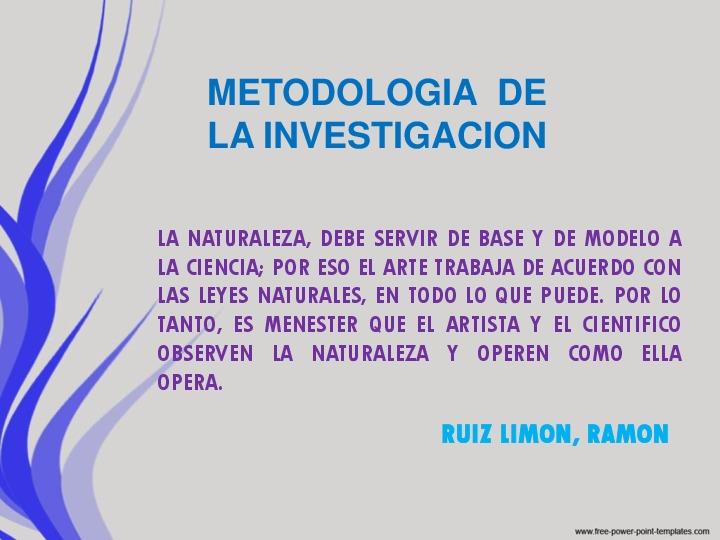 METODOLOGIA DE
LA INVESTIGACION
LA NATURALEZA, DEBE SERVIR DE BASE Y DE MODELO A
LA CIENCIA; POR ESO EL ARTE TRABAJA DE ACUERDO CON
LAS LEYES NATURALES, EN TODO LO QUE PUEDE. POR LO
TANTO, ES MENESTER QUE EL ARTISTA Y EL CIENTIFICO
OBSERVEN LA NATURALEZA Y OPEREN COMO ELLA
OPERA.
RUIZ LIMON, RAMON
www.free-power-point-templates.com